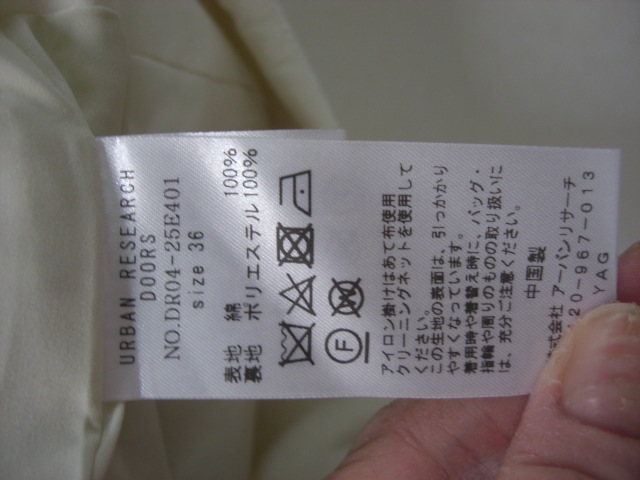 URBAN RESEARCH
DOORS
NO.DR04-25E401
size 36
表地 綿 100%
裏地 ポリエステル100%
F W
アイロン掛けはあて布使用
クリーニングネットを使用して
ください。
この生地の表面は、引っかかり
やすくなっています。
着用時や着替え時に、バッグ・
指輪や周りのものの取り扱いに
は、充分ご注意ください。
中国製
式会社 アーバンリサーチ
20-967-013
YAG